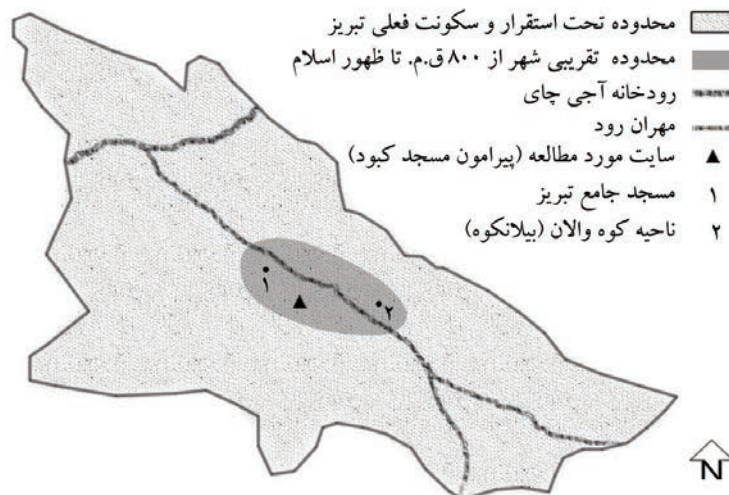 محدوده تحت استقرار و سکونت فعلی تبریز
محدوده تقریبی شهر از ۸۰۰ ق.م. تا ظهور اسلام
رودخانه آجی چای
مهران رود
سایت مورد مطالعه (پیرامون مسجد کبود)
۱ مسجد جامع تبریز
۲ ناحیه کوه والان (بیلانکوه)
۱
۲
N